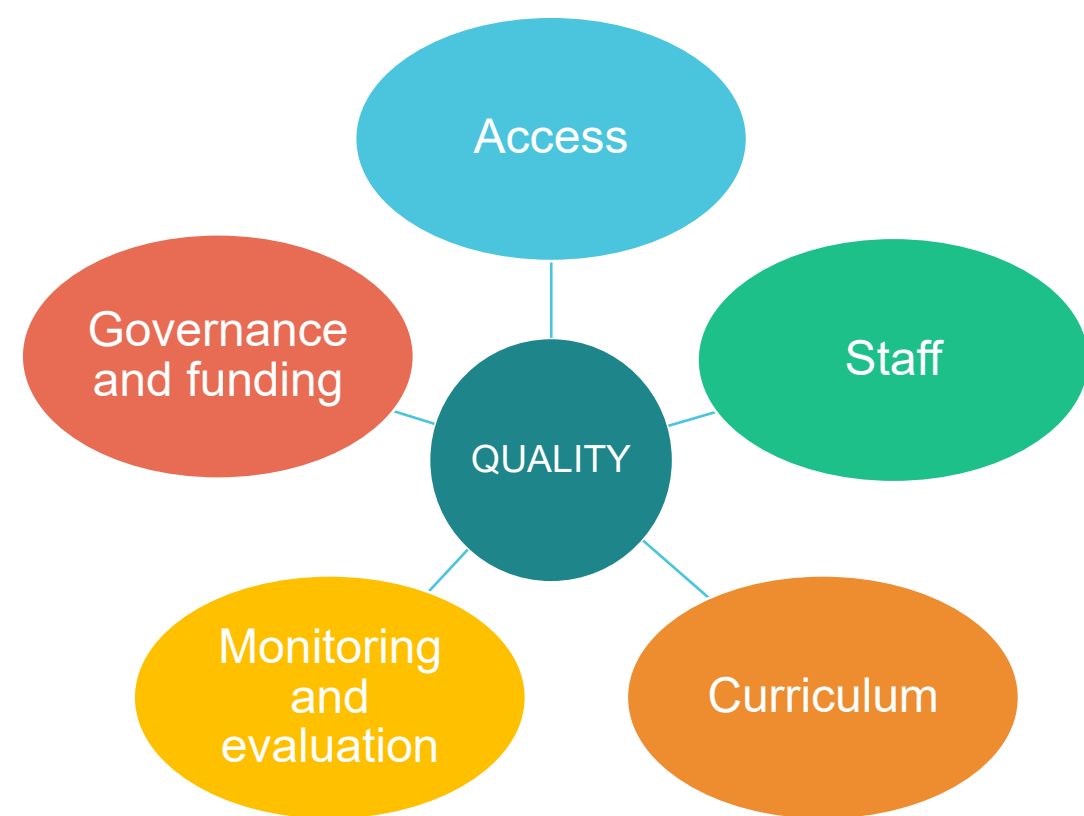 Access
Governance
and funding
Staff
QUALITY
Monitoring
and
evaluation
Curriculum